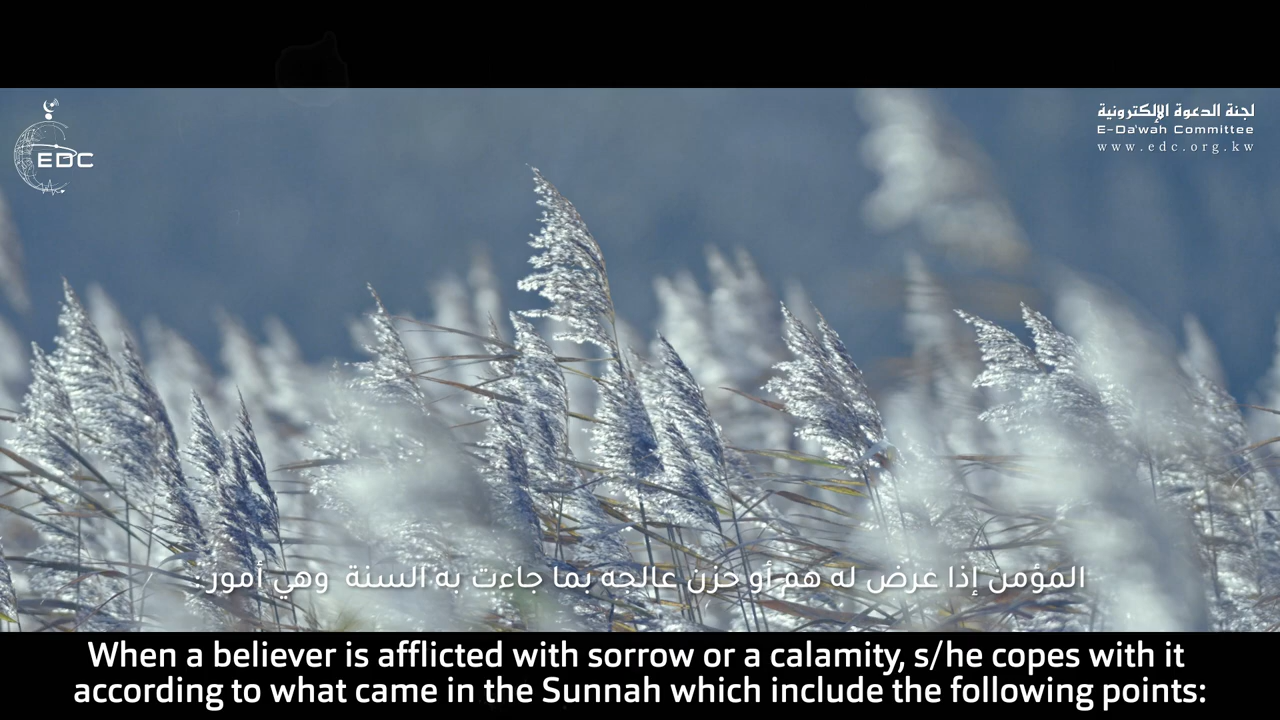 EDC
لجنة الدعوة الإلكترونية
E-Da'wah Committee
www.edc.org.kw
المؤمن إذا عرض له هم أو حزن عالجه بما جاءت به السنة وهي أمور :
When a believer is afflicted with sorrow or a calamity, s/he copes with it
according to what came in the Sunnah which include the following points: